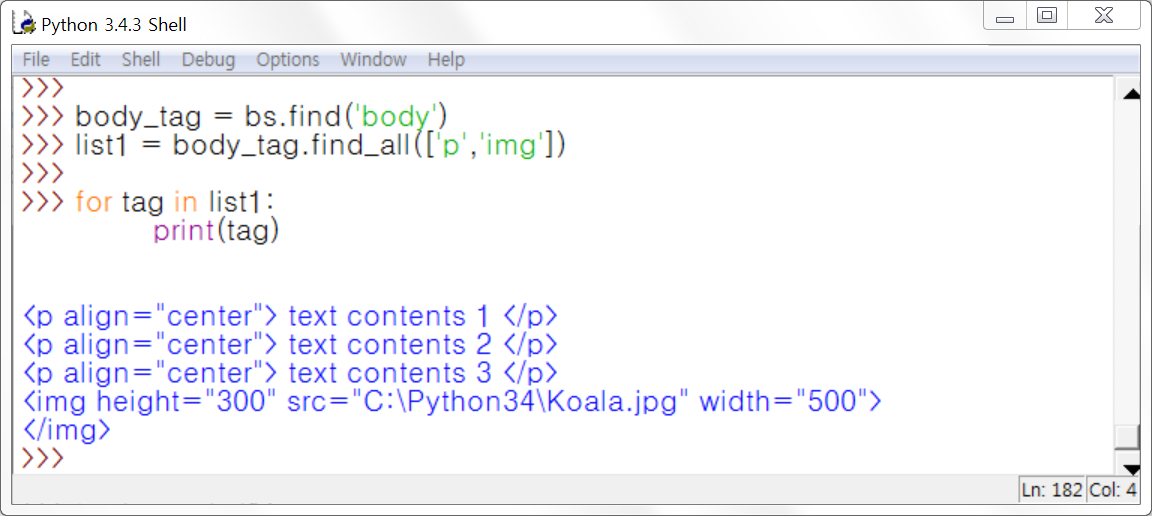 Python 3.4.3 Shell
File Edit Shell Debug Options Window Help
>>>
>>> body_tag = bs.find('body')
>>> list1 = body_tag.find_all(['p','img'])
>>>
>>> for tag in list1:
print(tag)
<p align="center"> text contents 1 </p>
<p align="center"> text contents 2 </p>
<p align="center"> text contents 3 </p>
<img height="300" src="C:\Python34\Koala.jpg" width="500">
</img>
>>>
Ln: 182 Col: 4